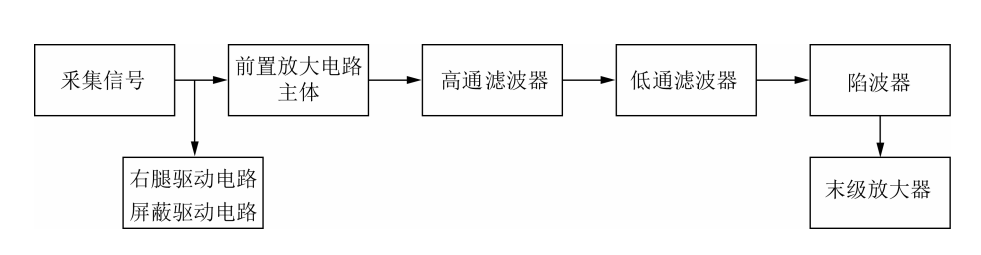 采集信号
前置放大电路
主体
高通滤波器
低通滤波器
陷波器
右腿驱动电路
屏蔽驱动电路
末级放大器